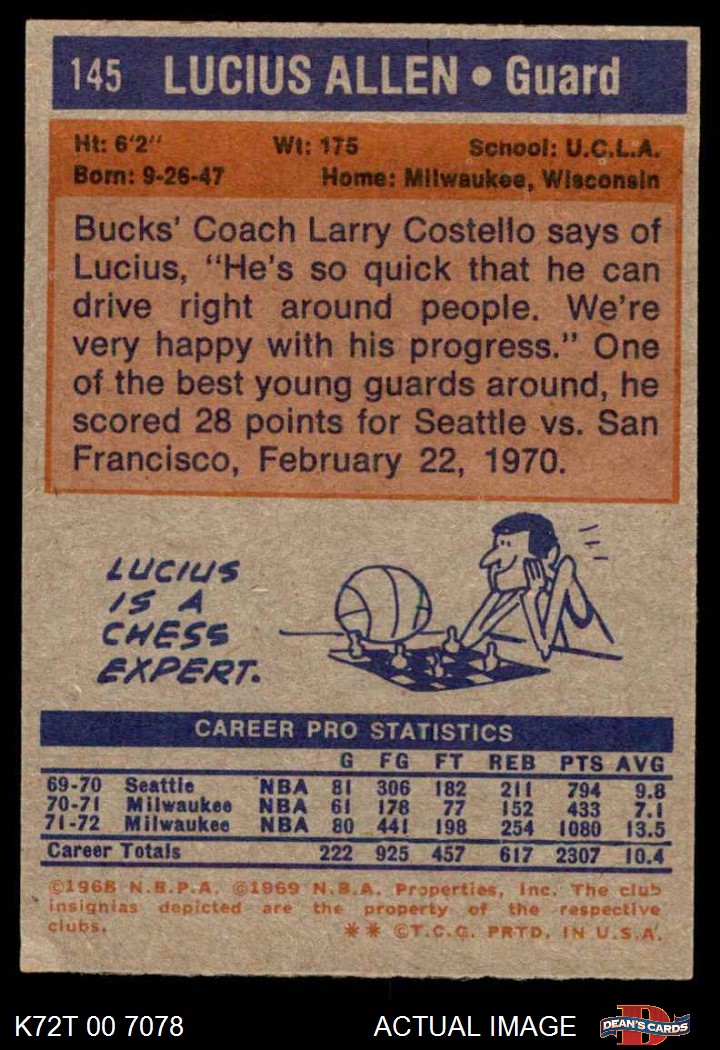 145 LUCIUS ALLEN • Guard
Ht: 6'2" Wt: 175 School: U.C.L.A.
Born: 9-26-47 Home: Milwaukee, Wisconsin
Bucks' Coach Larry Costello says of
Lucius, "He's so quick that he can
drive right around people. We're
very happy with his progress." One
of the best young guards around, he
scored 28 points for Seattle vs. San
Francisco, February 22, 1970.
LUCIUS
IS A
CHESS
EXPERT.
CAREER PRO STATISTICS
G FG FT REB PTS AVG
69-70 Seattle NBA 81 306 182 211 794 9.8
70-71 Milwaukee NBA 61 178 77 152 433 7.1
71-72 Milwaukee NBA 80 441 198 254 1080 13.5
Career Totals 222 925 457 617 2307 10.4
©1968 N.B.P.A. ©1969 N.B.A. Properties, Inc. The club
insignias depicted are the property of the respective
clubs. ** ©T.C.G. PRTD. IN U.S.A.
K72T 00 7078 ACTUAL IMAGE D DEAN'S CARDS